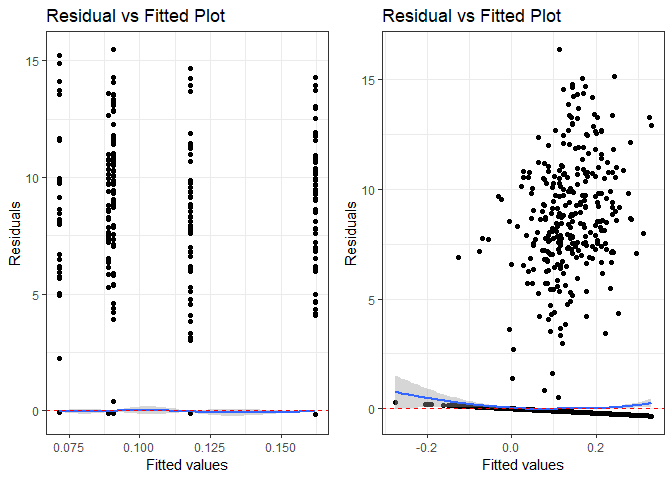 Residual vs Fitted Plot
Residuals
15
10
5
0
0.075
0.100
0.125
0.150
Fitted values
Residual vs Fitted Plot
Residuals
15
10
5
0
-0.2
0.0
0.2
Fitted values